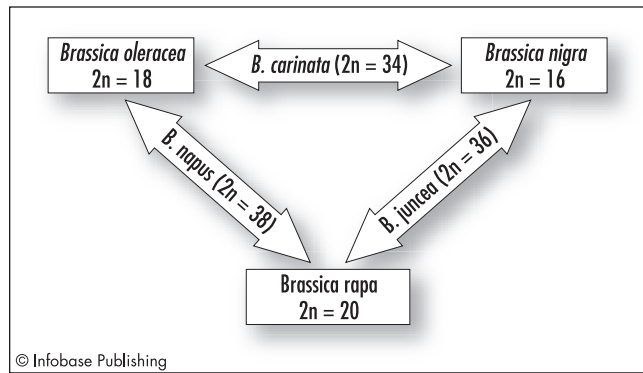 Brassica oleracea
2n = 18
B. carinata (2n = 34)
Brassica nigra
2n = 16
B. napus (2n = 38)
B. juncea (2n = 36)
Brassica rapa
2n = 20
© Infobase Publishing